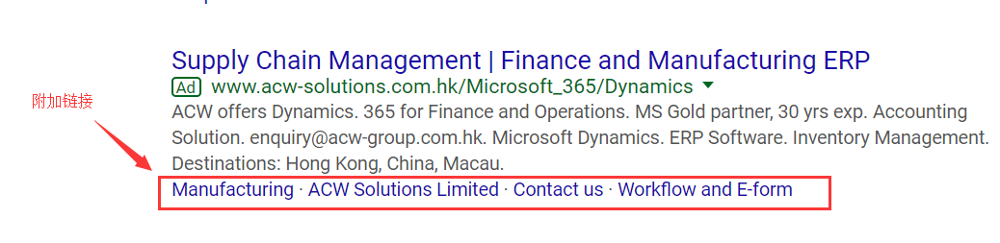 Supply Chain Management | Finance and Manufacturing ERP
Ad www.acw-solutions.com.hk/Microsoft_365/Dynamics
附加链接
ACW offers Dynamics. 365 for Finance and Operations. MS Gold partner, 30 yrs exp. Accounting
Solution. enquiry@acw-group.com.hk. Microsoft Dynamics. ERP Software. Inventory Management.
Destinations: Hong Kong, China, Macau.
Manufacturing · ACW Solutions Limited · Contact us · Workflow and E-form